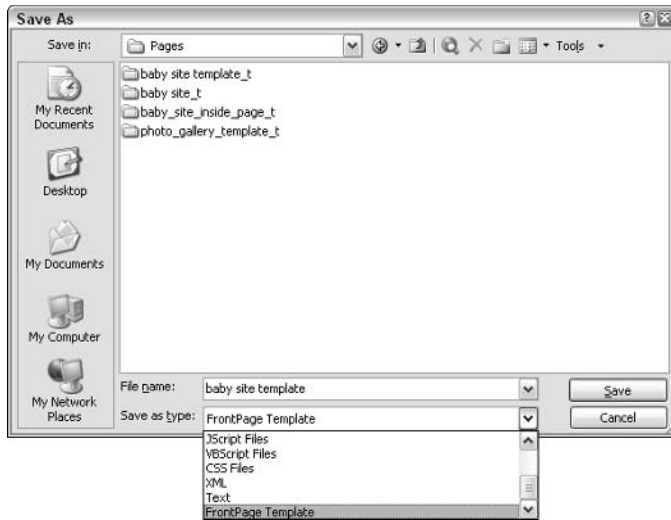 Save As
Save in:
Pages
Tools
My Recent Documents
Desktop
My Documents
My Computer
My Network Places
baby site template_t
baby site_t
baby_site_inside_page_t
photo_gallery_template_t
File name:
baby site template
Save
Save as type:
FrontPage Template
Cancel
JScript Files
VBScript Files
CSS Files
XML
Text
FrontPage Template